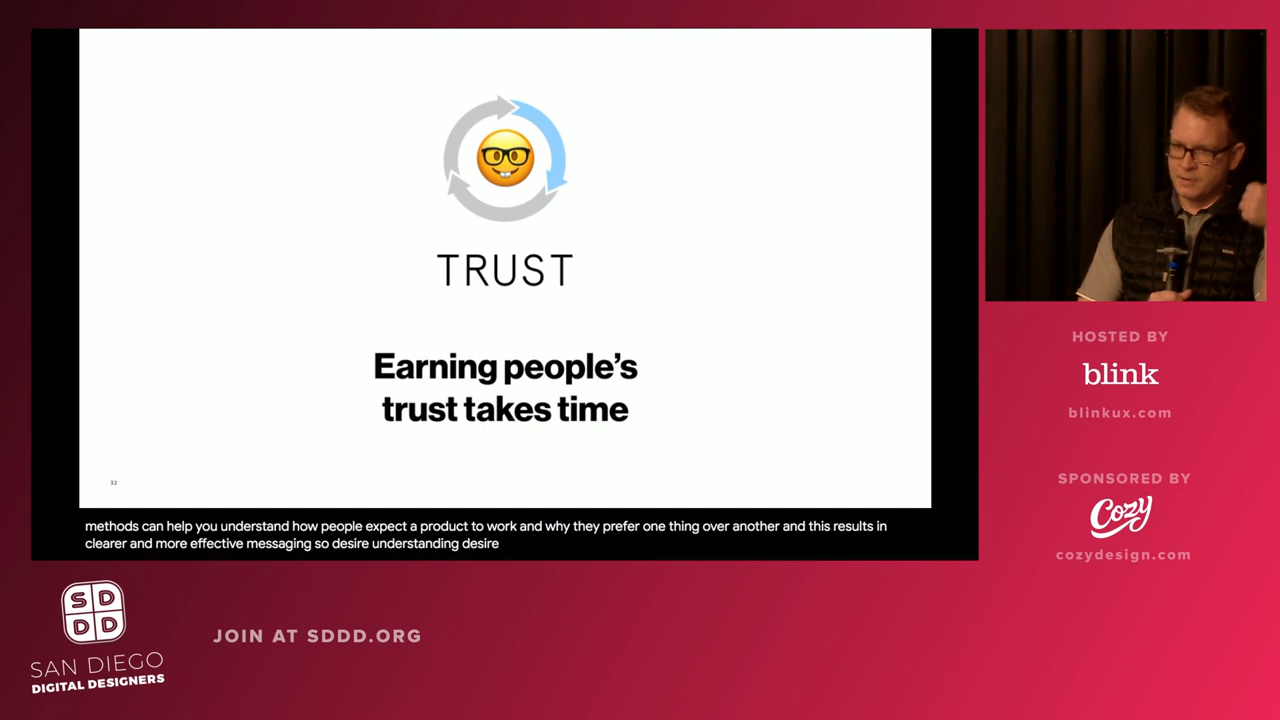 TRUST
Earning people's
trust takes time
32
methods can help you understand how people expect a product to work and why they prefer one thing over another and this results in
clearer and more effective messaging so desire understanding desire
HOSTED BY
blink
blinkux.com
SPONSORED BY
Cozy
cozydesign.com
SD
DD
SAN DIEGO
DIGITAL DESIGNERS
JOIN AT SDDD.ORG